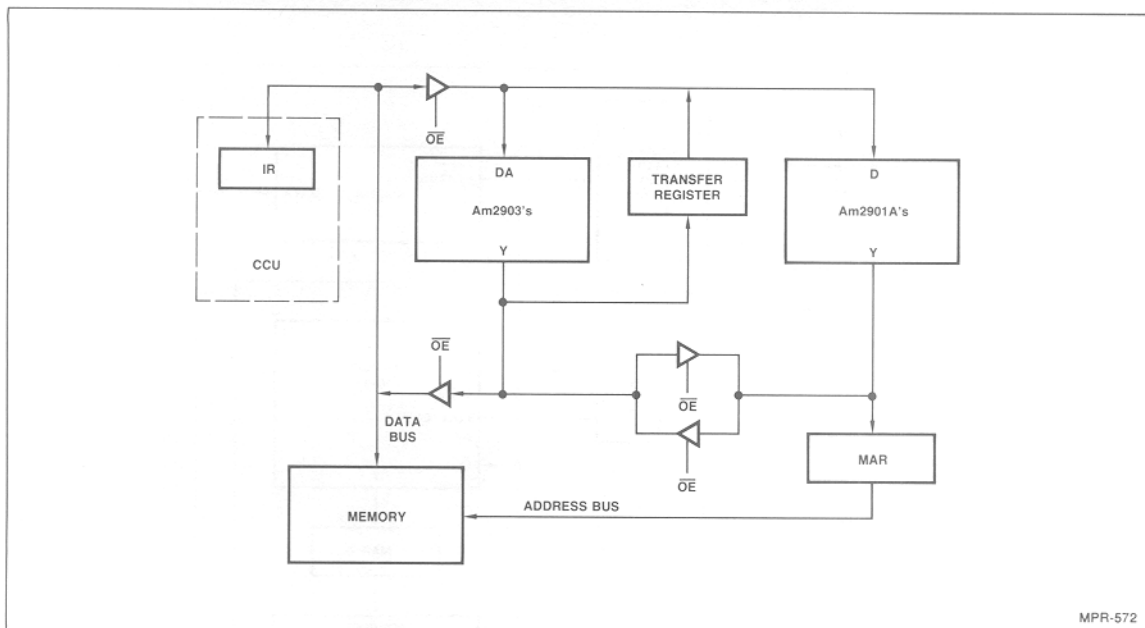 OE
IR
CCU
DA
Am2903's
Y
TRANSFER
REGISTER
D
Am2901A's
Y
OE
OE
OE
DATA
BUS
MAR
MEMORY
ADDRESS BUS
MPR-572